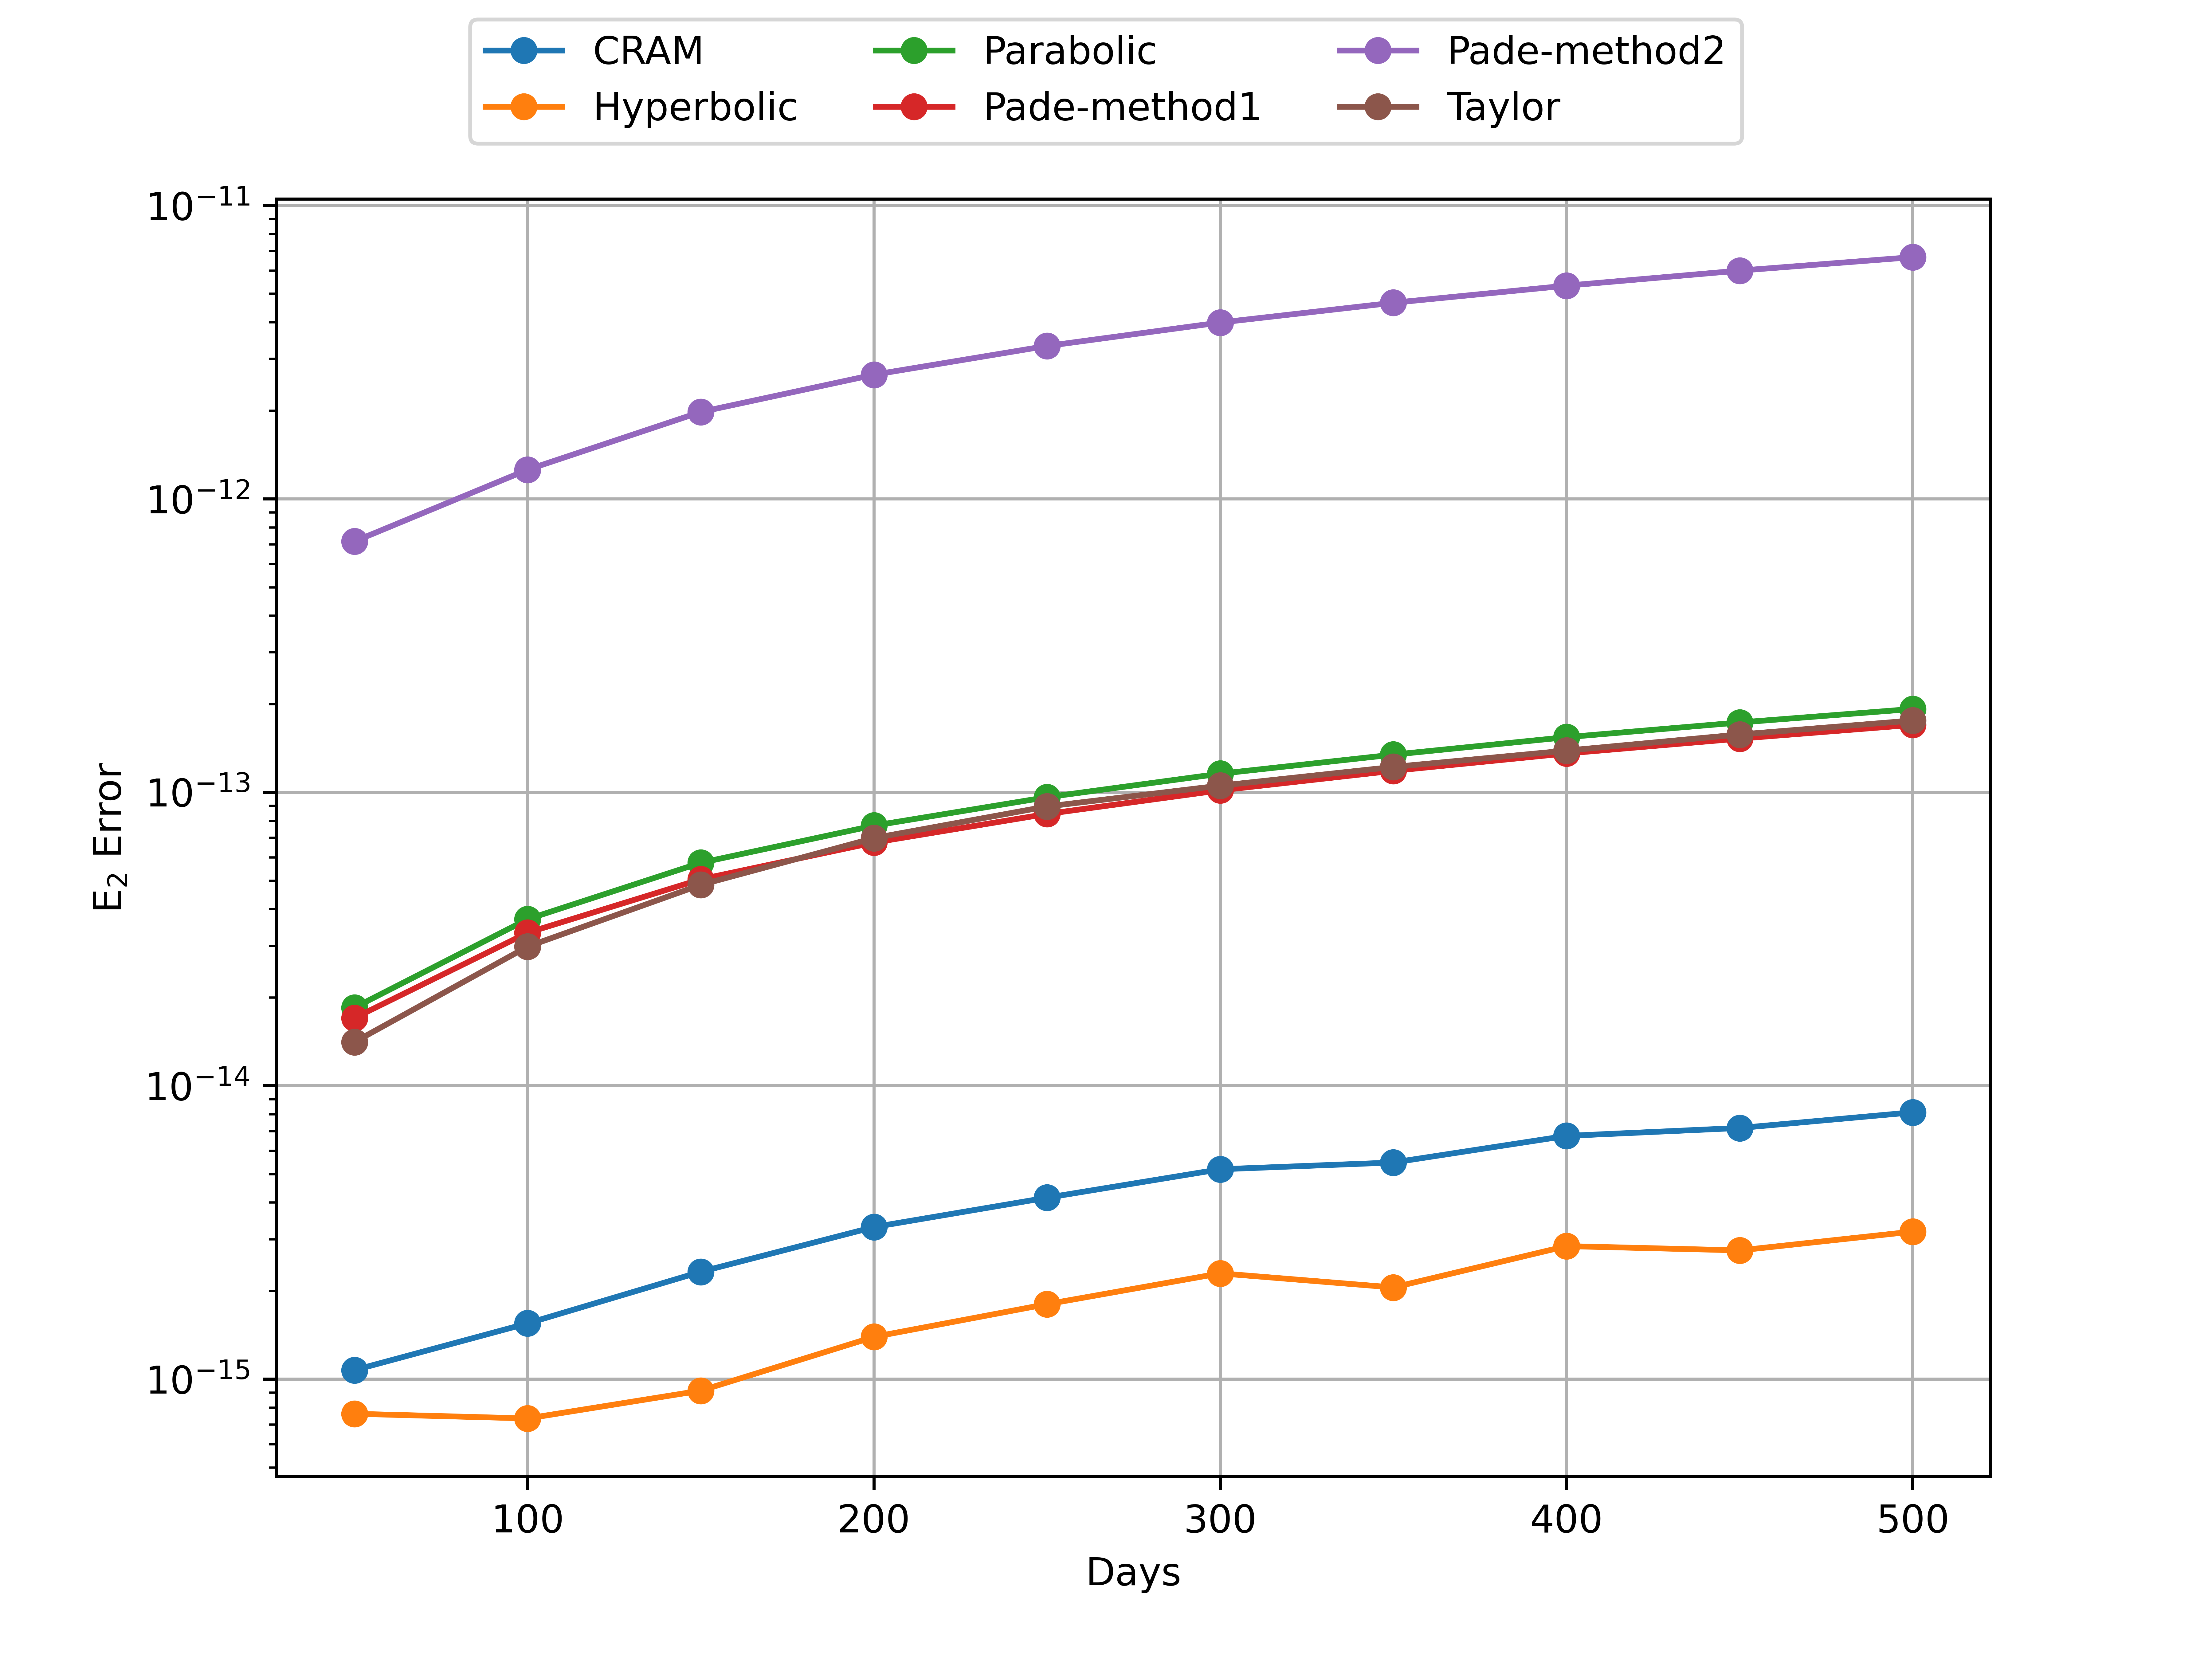 CRAM
Hyperbolic
Parabolic
Pade-method1
Pade-method2
Taylor
10⁻¹¹
10⁻¹²
10⁻¹³
10⁻¹⁴
10⁻¹⁵
E₂ Error
100 200 300 400 500
Days